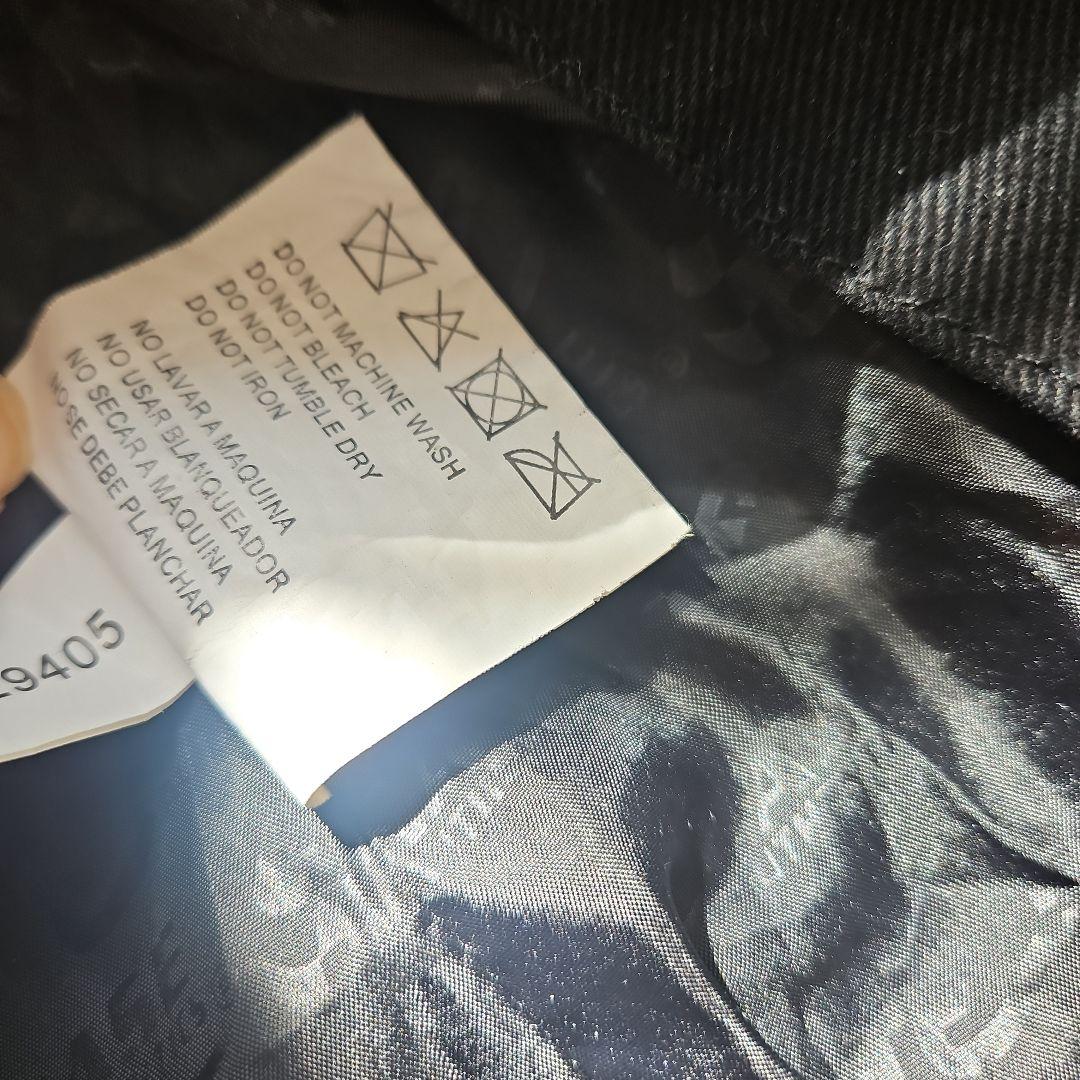 DO NOT MACHINE WASH
DO NOT BLEACH
DO NOT TUMBLE DRY
DO NOT IRON
NO LAVAR A MAQUINA
NO USAR BLANQUEADOR
NO SECAR A MAQUINA
NO SE DEBE PLANCHAR
9405